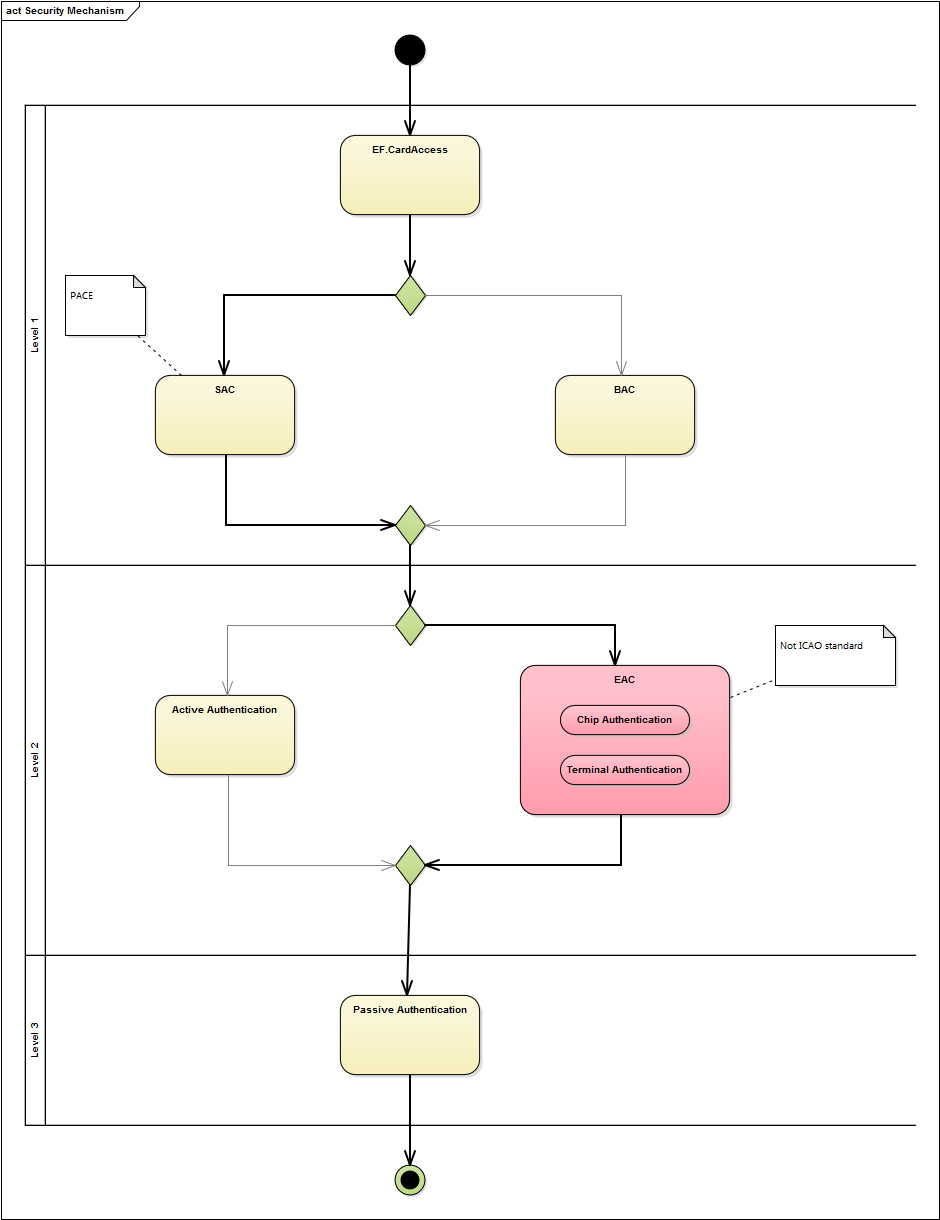 act Security Mechanism
EF.CardAccess
PACE
Level 1
SAC
BAC
Not ICAO standard
EAC
Active Authentication
Chip Authentication
Level 2
Terminal Authentication
Passive Authentication
Level 3